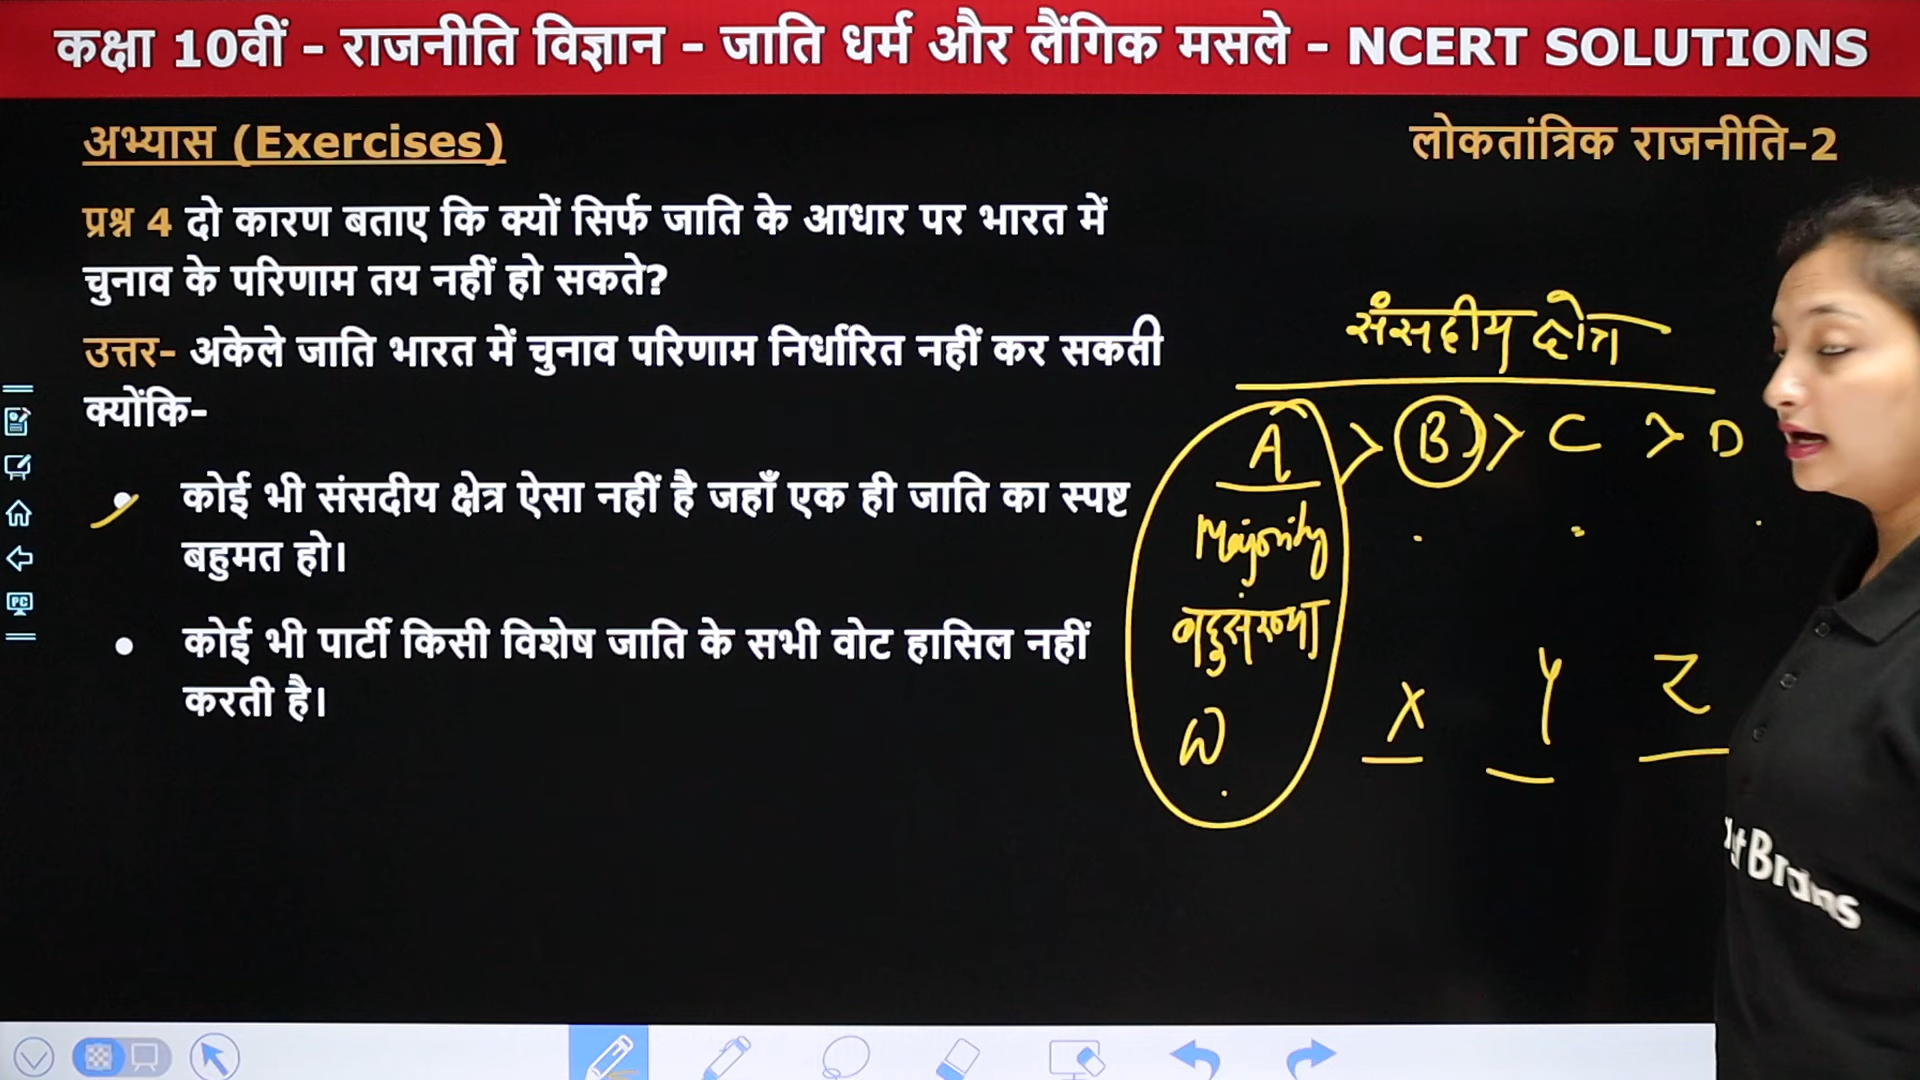 कक्षा 10वीं - राजनीति विज्ञान - जाति धर्म और लैंगिक मसले - NCERT SOLUTIONS
अभ्यास (Exercises)
लोकतांत्रिक राजनीति-2
प्रश्न 4 दो कारण बताए कि क्यों सिर्फ जाति के आधार पर भारत में
चुनाव के परिणाम तय नहीं हो सकते?
उत्तर- अकेले जाति भारत में चुनाव परिणाम निर्धारित नहीं कर सकती
क्योंकि-
• कोई भी संसदीय क्षेत्र ऐसा नहीं है जहाँ एक ही जाति का स्पष्ट
बहुमत हो।
• कोई भी पार्टी किसी विशेष जाति के सभी वोट हासिल नहीं
करती है।
संसदीय क्षेत्र
A > B > C > D
Majority
बहुसंख्या
W X Y Z
Brains
PC